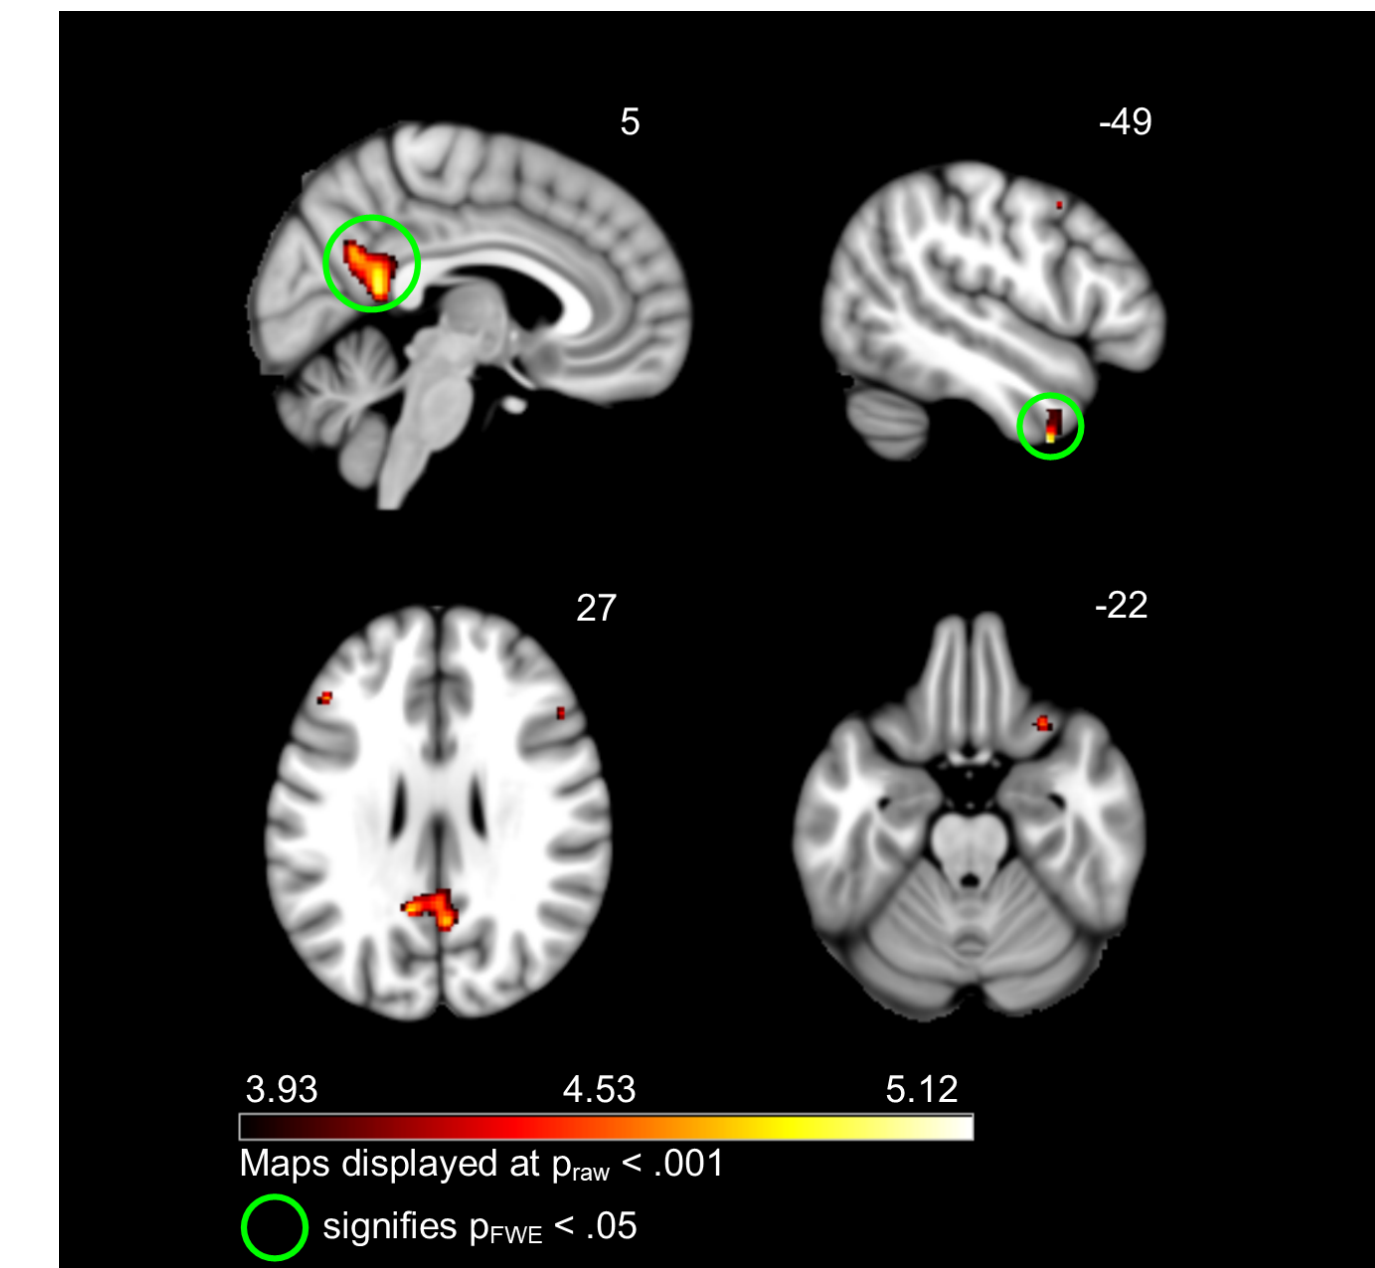 5
-49
27
-22
3.93 4.53 5.12
Maps displayed at praw < .001
signifies pFWE < .05